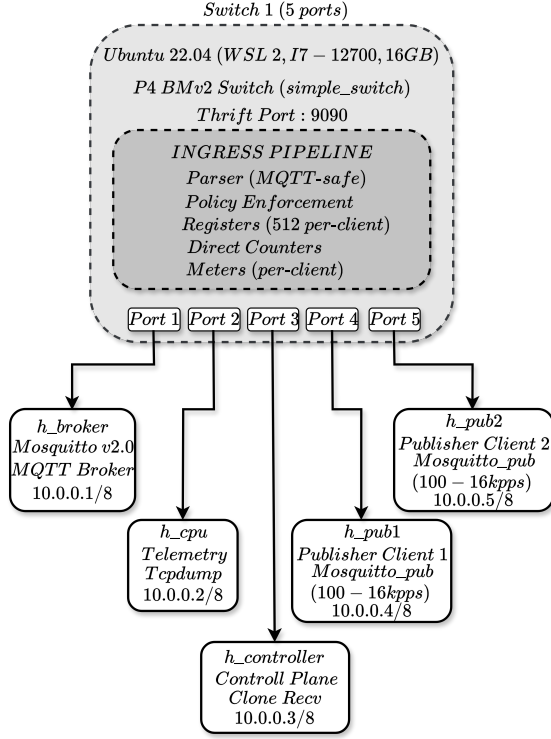 Switch 1 (5 ports)
Ubuntu 22.04 (WSL 2, I7 − 12700, 16GB)
P4 BMv2 Switch (simple_switch)
Thrift Port : 9090
INGRESS PIPELINE
Parser (MQTT-safe)
Policy Enforcement
Registers (512 per-client)
Direct Counters
Meters (per-client)
Port 1
Port 2
Port 3
Port 4
Port 5
h_broker
Mosquitto v2.0
MQTT Broker
10.0.0.1/8
h_pub2
Publisher Client 2
Mosquitto_pub
(100 − 16kpps)
10.0.0.5/8
h_cpu
Telemetry
Tcpdump
10.0.0.2/8
h_pub1
Publisher Client 1
Mosquitto_pub
(100 − 16kpps)
10.0.0.4/8
h_controller
Controll Plane
Clone Recv
10.0.0.3/8